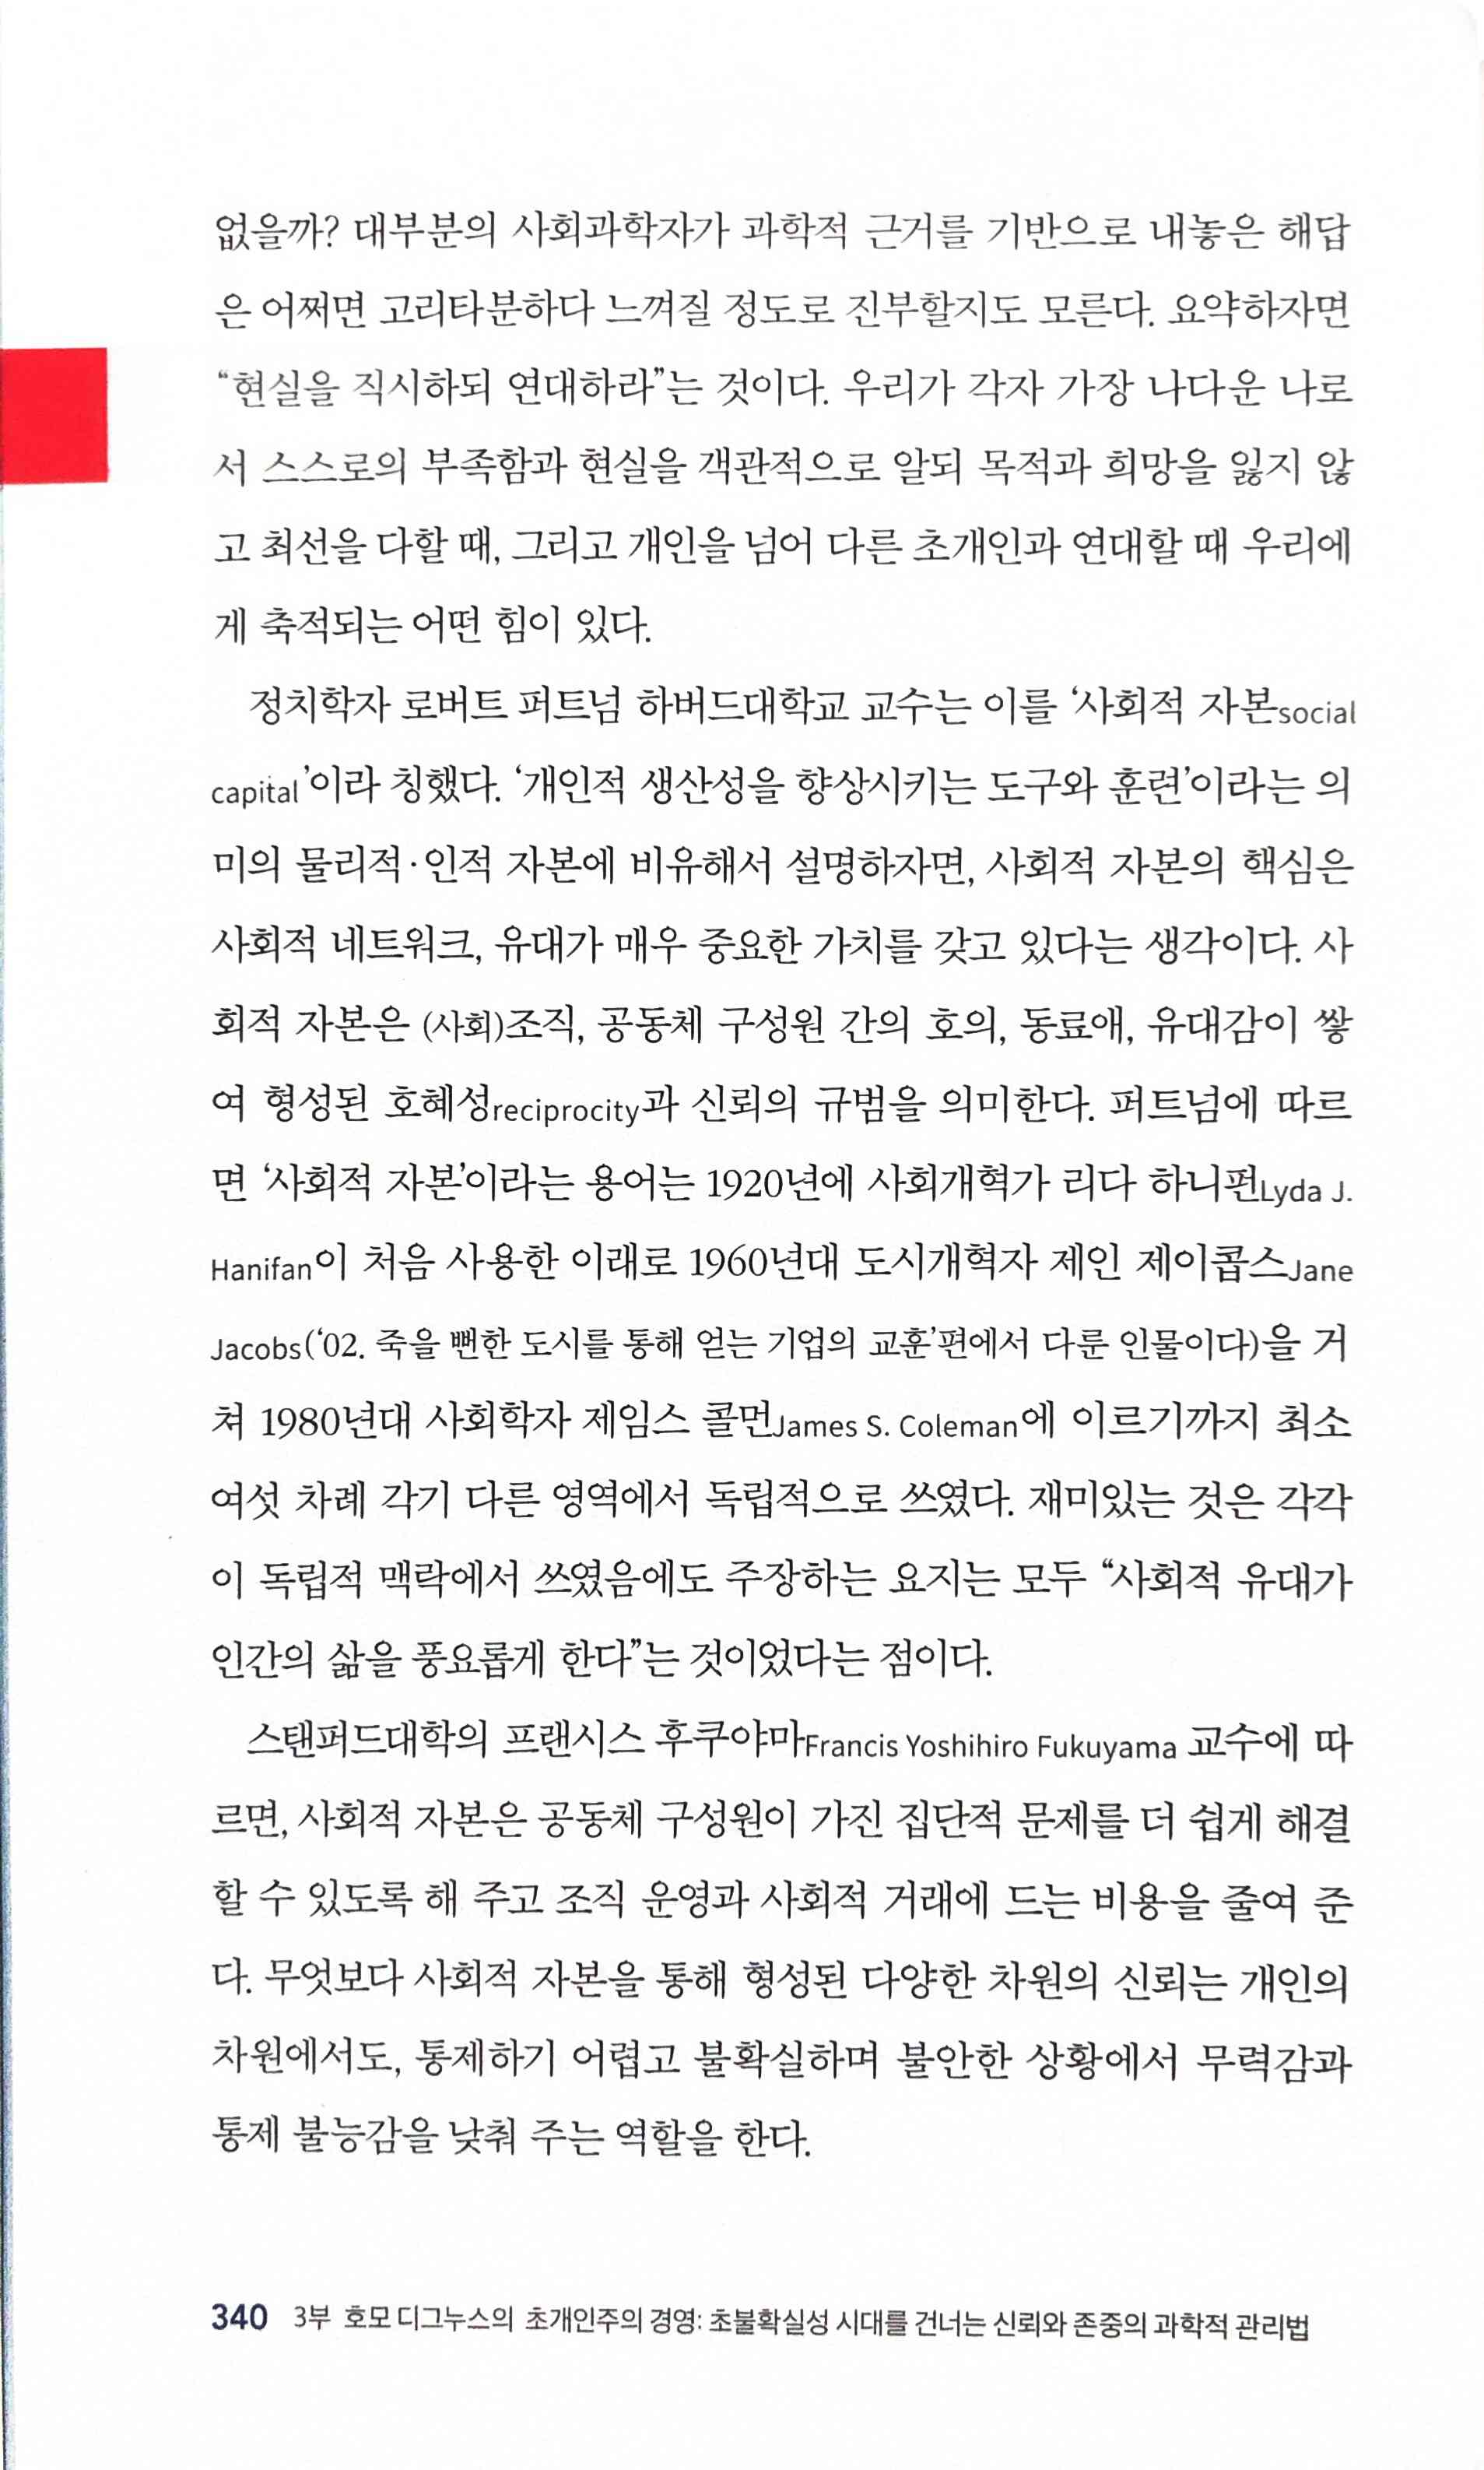 없을까? 대부분의 사회과학자가 과학적 근거를 기반으로 내놓은 해답
은 어쩌면 고리타분하다 느껴질 정도로 진부할지도 모른다. 요약하자면
“현실을 직시하되 연대하라”는 것이다. 우리가 각자 가장 나다운 나로
서 스스로의 부족함과 현실을 객관적으로 알되 목적과 희망을 잃지 않
고 최선을 다할 때, 그리고 개인을 넘어 다른 초개인과 연대할 때 우리에
게 축적되는 어떤 힘이 있다.
정치학자 로버트 퍼트넘 하버드대학교 교수는 이를 ‘사회적 자본social
capital’이라 칭했다. ‘개인적 생산성을 향상시키는 도구와 훈련’이라는 의
미의 물리적·인적 자본에 비유해서 설명하자면, 사회적 자본의 핵심은
사회적 네트워크, 유대가 매우 중요한 가치를 갖고 있다는 생각이다. 사
회적 자본은 (사회)조직, 공동체 구성원 간의 호의, 동료애, 유대감이 쌓
여 형성된 호혜성reciprocity과 신뢰의 규범을 의미한다. 퍼트넘에 따르
면 ‘사회적 자본’이라는 용어는 1920년에 사회개혁가 리다 하니펀Lyda J.
Hanifan이 처음 사용한 이래로 1960년대 도시개혁자 제인 제이콥스Jane
Jacobs(‘02. 죽을 뻔한 도시를 통해 얻는 기업의 교훈’편에서 다룬 인물이다)을 거
쳐 1980년대 사회학자 제임스 콜먼James S. Coleman에 이르기까지 최소
여섯 차례 각기 다른 영역에서 독립적으로 쓰였다. 재미있는 것은 각각
이 독립적 맥락에서 쓰였음에도 주장하는 요지는 모두 “사회적 유대가
인간의 삶을 풍요롭게 한다”는 것이었다는 점이다.
스탠퍼드대학의 프랜시스 후쿠야마Francis Yoshihiro Fukuyama 교수에 따
르면, 사회적 자본은 공동체 구성원이 가진 집단적 문제를 더 쉽게 해결
할 수 있도록 해 주고 조직 운영과 사회적 거래에 드는 비용을 줄여 준
다. 무엇보다 사회적 자본을 통해 형성된 다양한 차원의 신뢰는 개인의
차원에서도, 통제하기 어렵고 불확실하며 불안한 상황에서 무력감과
통제 불능감을 낮춰 주는 역할을 한다.
340 3부 호모 디그누스의 초개인주의 경영: 초불확실성 시대를 건너는 신뢰와 존중의 과학적 관리법